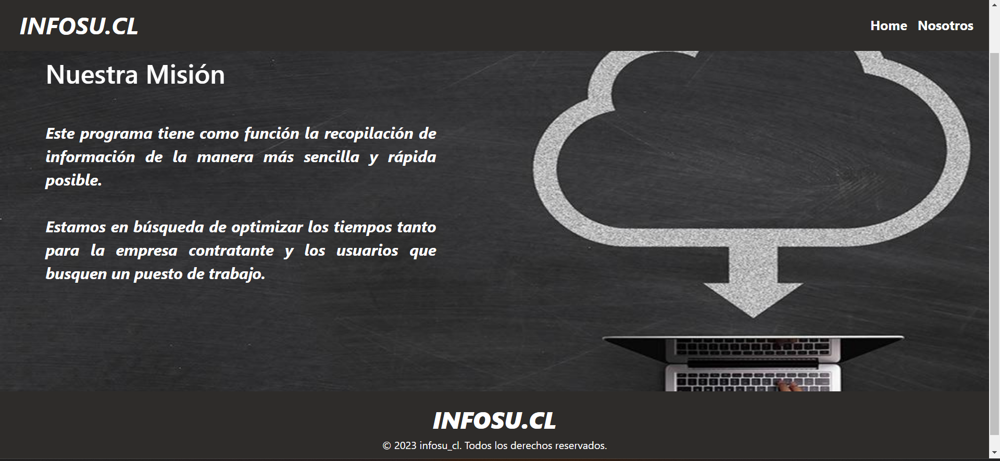 INFOSU.CL
Home Nosotros
Nuestra Misión
Este programa tiene como función la recopilación de
información de la manera más sencilla y rápida
posible.
Estamos en búsqueda de optimizar los tiempos tanto
para la empresa contratante y los usuarios que
busquen un puesto de trabajo.
INFOSU.CL
© 2023 infosu_cl. Todos los derechos reservados.